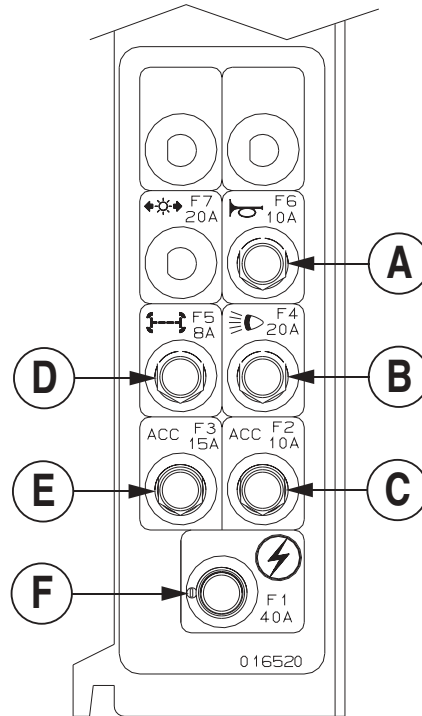 F7 20A
F6 10A
A
F5 8A
F4 20A
D
B
ACC F3 15A
ACC F2 10A
E
C
F
F1 40A
016520